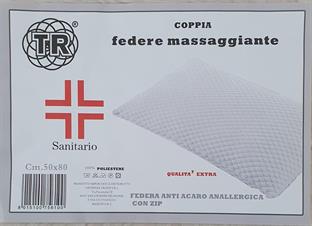 COPPIA
federe massaggiante
TR
Sanitario
Cm.50x80
100% POLIESTERE
QUALITA' EXTRA
FEDERA ANTI ACARO ANALLERGICA
CON ZIP